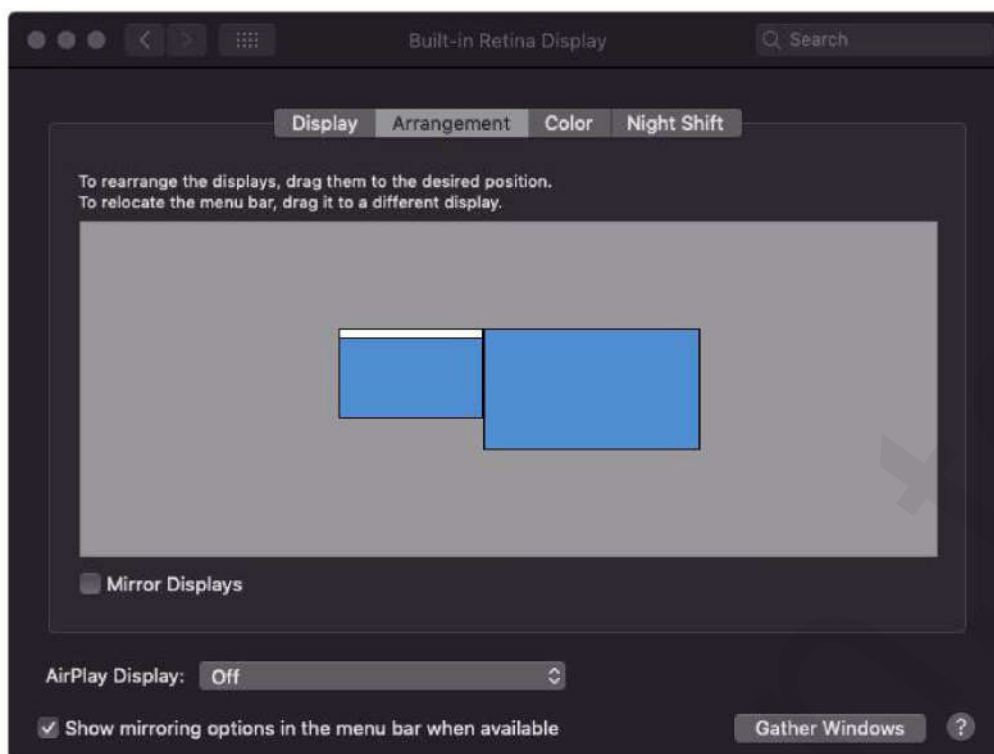 Built-in Retina Display
Search
Display Arrangement Color Night Shift
To rearrange the displays, drag them to the desired position.
To relocate the menu bar, drag it to a different display.
Mirror Displays
AirPlay Display: Off
Show mirroring options in the menu bar when available
Gather Windows ?